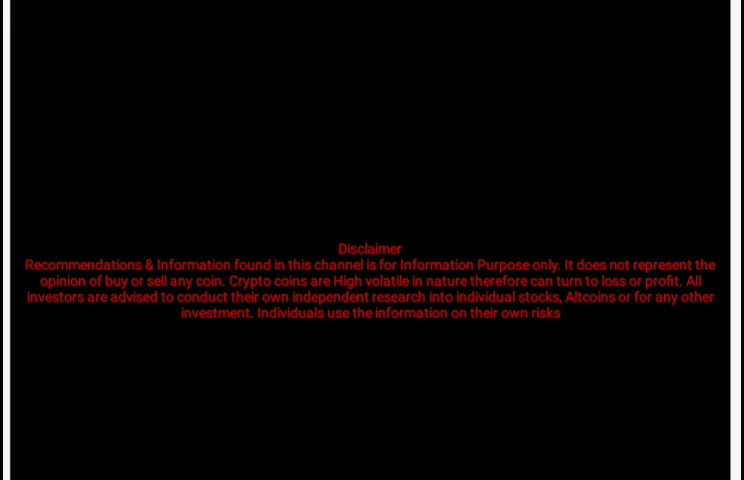 Disclaimer
Recommendations & Information found in this channel is for Information Purpose only. It does not represent the
opinion of buy or sell any coin. Crypto coins are High volatile in nature therefore can turn to loss or profit. All
investors are advised to conduct their own independent research into individual stocks, Altcoins or for any other
investment. Individuals use the information on their own risks